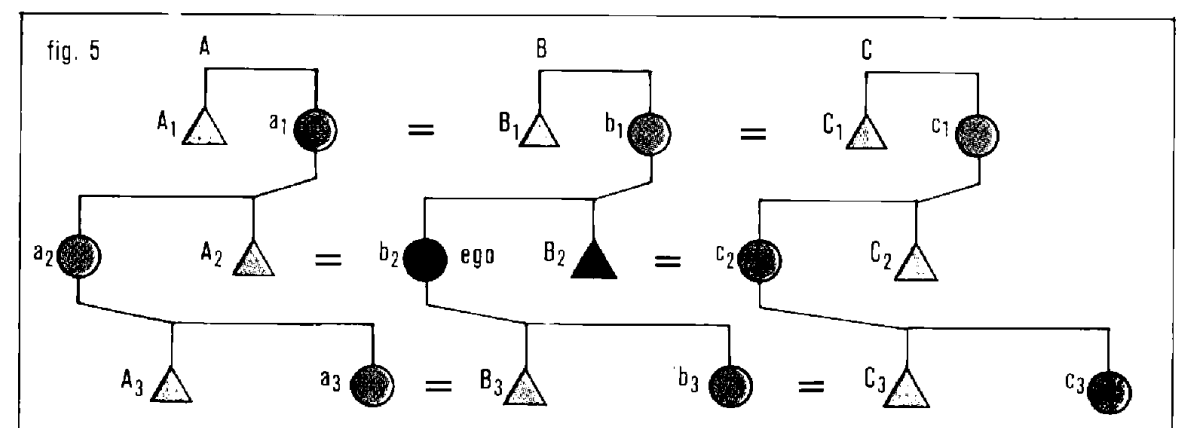 fig. 5 A B C
A₁ a₁ = B₁ b₁ = C₁ c₁
a₂ A₂ = b₂ ego B₂ = c₂ C₂
A₃ a₃ = B₃ b₃ = C₃ c₃